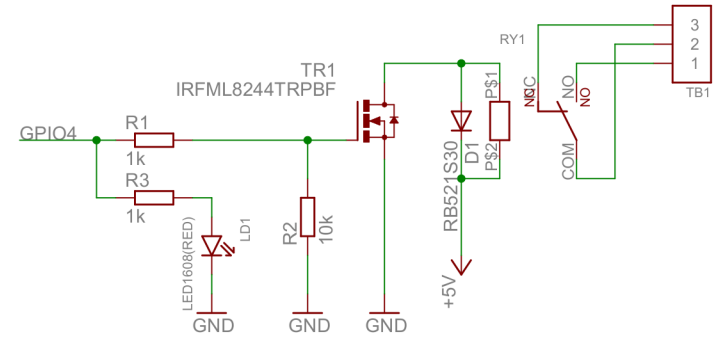 GPIO4
R1
1k
R3
1k
LED1608(RED)
LD1
GND
R2
10k
GND
TR1
IRFML8244TRPBF
GND
RB521S30
D1
+5V
P$1
P$2
RY1
NC
NO
NO
NO
COM
3
2
1
TB1